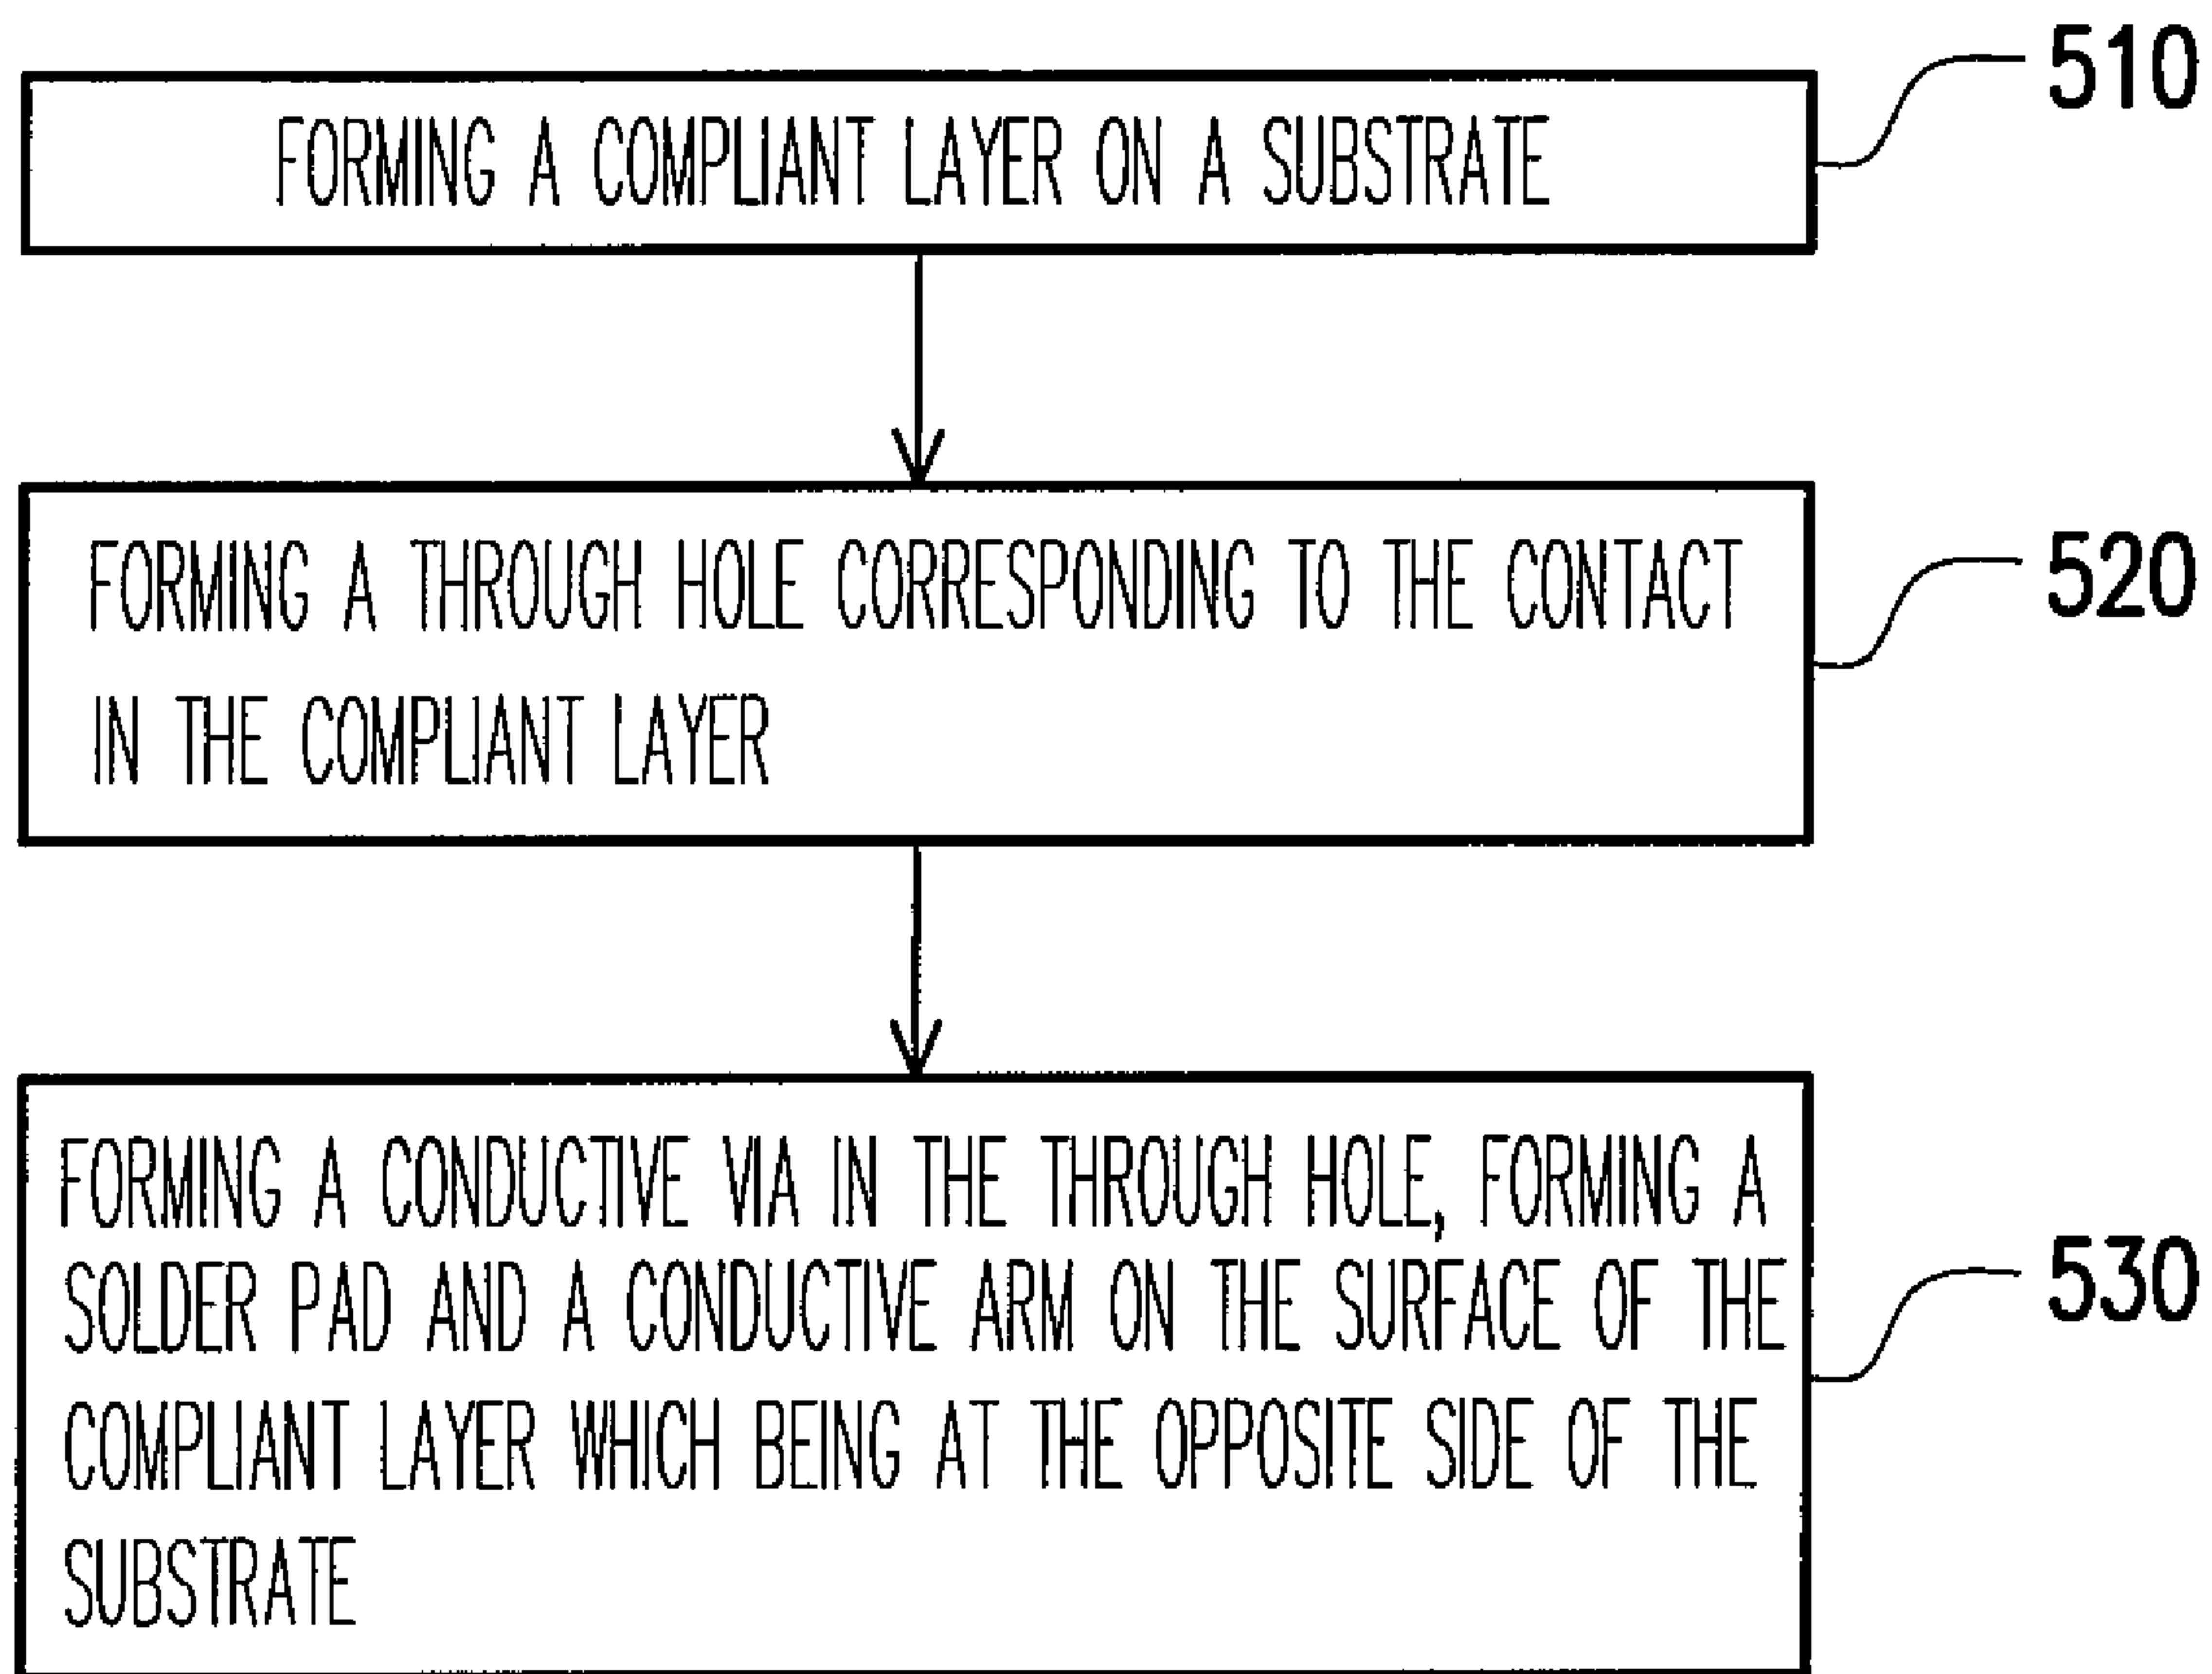 510
FORMING A COMPLIANT LAYER ON A SUBSTRATE
520
FORMING A THROUGH HOLE CORRESPONDING TO THE CONTACT
IN THE COMPLIANT LAYER
530
FORMING A CONDUCTIVE VIA IN THE THROUGH HOLE, FORMING A
SOLDER PAD AND A CONDUCTIVE ARM ON THE SURFACE OF THE
COMPLIANT LAYER WHICH BEING AT THE OPPOSITE SIDE OF THE
SUBSTRATE